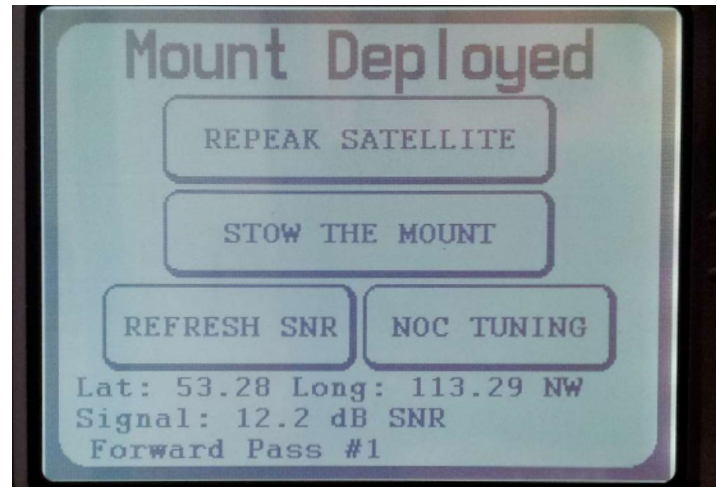 Mount Deployed
REPEAK SATELLITE
STOW THE MOUNT
REFRESH SNR NOC TUNING
Lat: 53.28 Long: 113.29 NW
Signal: 12.2 dB SNR
Forward Pass #1